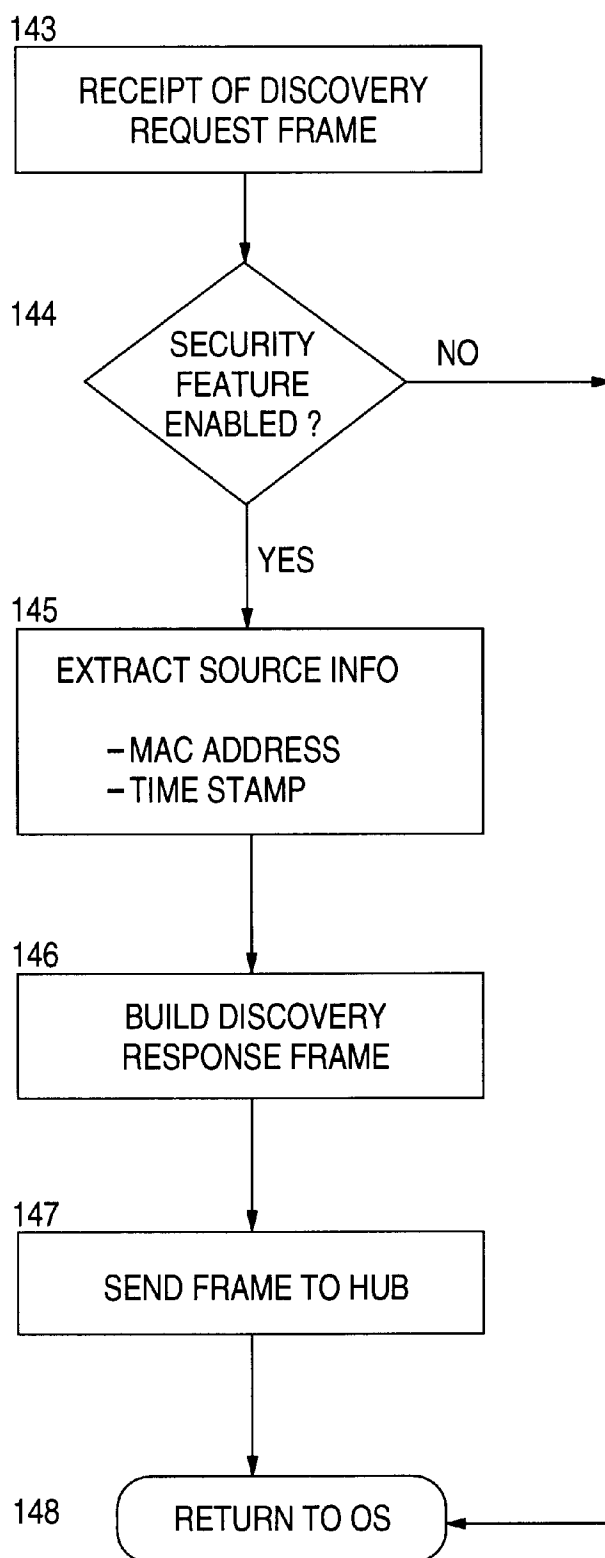 143
RECEIPT OF DISCOVERY
REQUEST FRAME
144
SECURITY
FEATURE
ENABLED ?
NO
YES
145
EXTRACT SOURCE INFO
– MAC ADDRESS
– TIME STAMP
146
BUILD DISCOVERY
RESPONSE FRAME
147
SEND FRAME TO HUB
148
RETURN TO OS